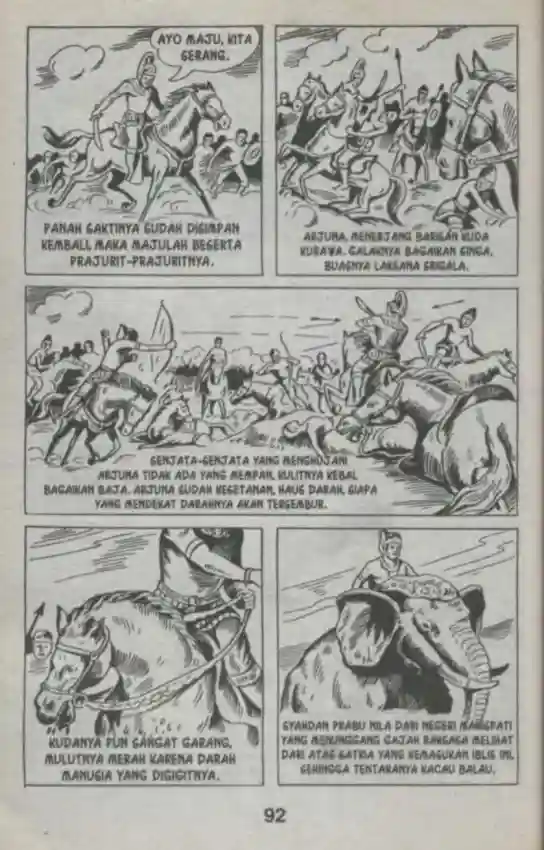 AYO MAJU, KITA
SERANG.
PANAH SAKTINYA SUDAH DISIMPAN
KEMBALI, MAKA MAJULAH BESERTA
PRAJURIT-PRAJURITNYA.
ARJUNA, MENERJANG BARISAN KUDA
KURAWA. GALAKNYA BAGAIKAN SINGA,
BUASNYA LAKSANA SRIGALA.
SENJATA-SENJATA YANG MENGHUJANI
ARJUNA TIDAK ADA YANG MEMPAN, KULITNYA KEBAL
BAGAIKAN BAJA. ARJUNA SUDAH KESETANAN, HAUS DARAH, SIAPA
YANG MENDEKAT DARAHNYA AKAN TERSEMBUR.
KUDANYA PUN SANGAT GARANG,
MULUTNYA MERAH KARENA DARAH
MANUSIA YANG DIGIGITNYA.
SYAHDAN PRABU NILA DARI NEGERI
YANG MENUNGGANG GAJAH RAKSASA MELIHAT
DARI ATAS SATRIA YANG KEMASUKAN IBLIS INI,
SEHINGGA TENTARANYA KACAU BALAU.
92